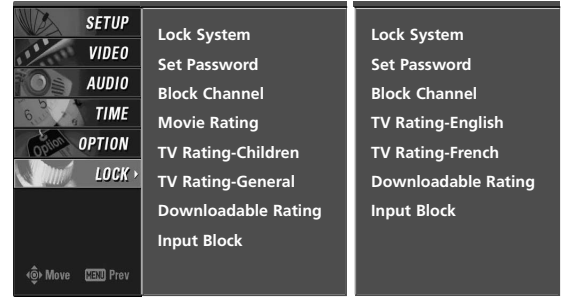 SETUP
VIDEO
AUDIO
TIME
OPTION
LOCK
Move MENU Prev
Lock System
Set Password
Block Channel
Movie Rating
TV Rating-Children
TV Rating-General
Downloadable Rating
Input Block
Lock System
Set Password
Block Channel
TV Rating-English
TV Rating-French
Downloadable Rating
Input Block